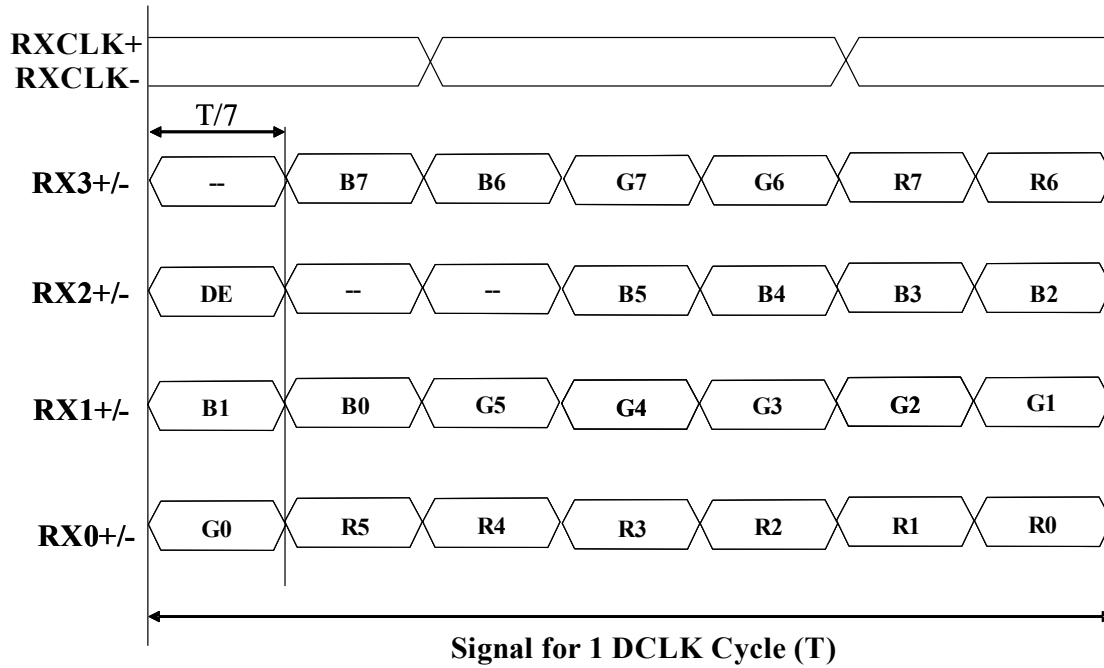 RXCLK+
RXCLK-
T/7
RX3+/- -- B7 B6 G7 G6 R7 R6
RX2+/- DE -- -- B5 B4 B3 B2
RX1+/- B1 B0 G5 G4 G3 G2 G1
RX0+/- G0 R5 R4 R3 R2 R1 R0
Signal for 1 DCLK Cycle (T)